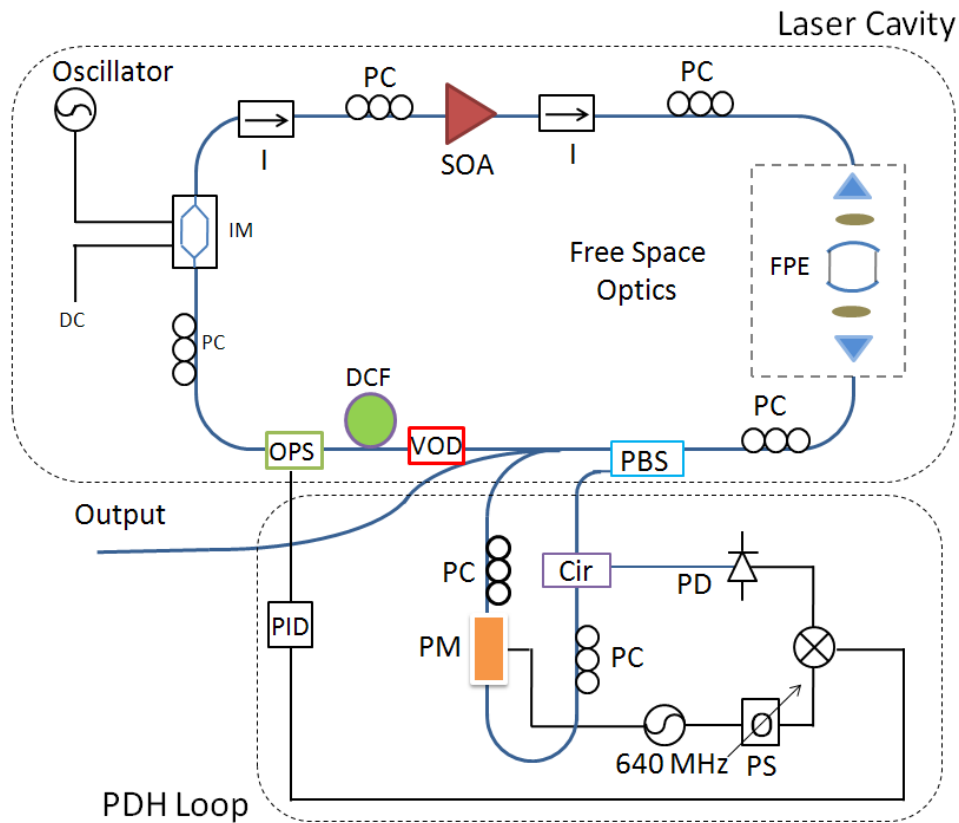 Laser Cavity
Oscillator
PC
PC
I
SOA
I
IM
Free Space
Optics
FPE
DC
PC
DCF
PC
OPS
VOD
PBS
Output
PC
Cir
PD
PID
PM
PC
640 MHz
PS
PDH Loop